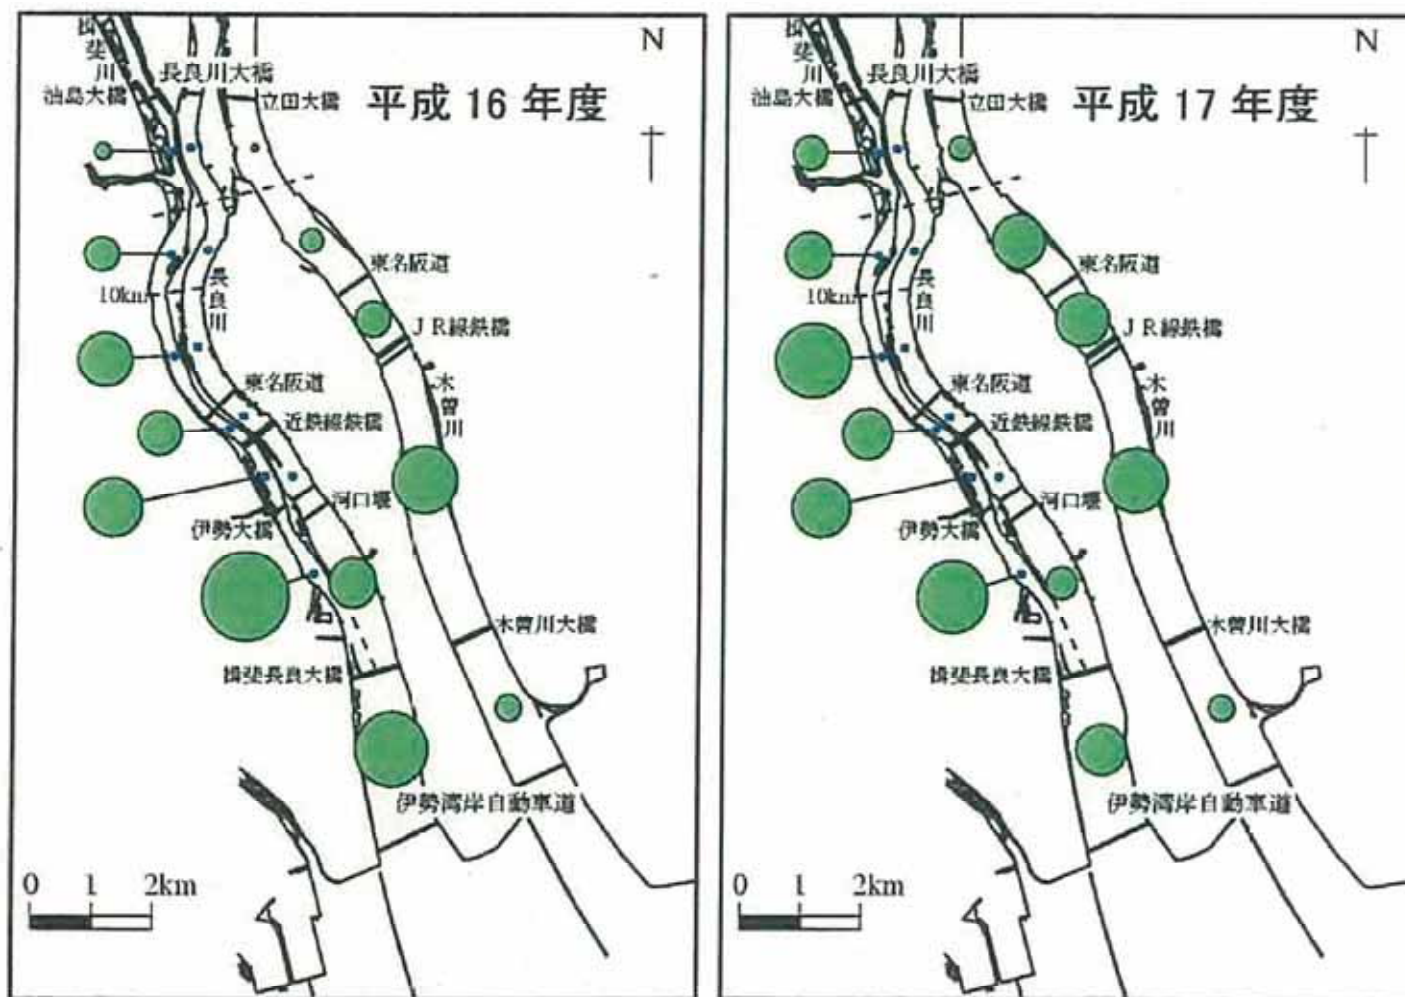 揖斐川
長良川大橋
油島大橋
立田大橋
平成 16 年度
N
東名阪道
10km
長良川
JR線鉄橋
東名阪道
木曽川
近鉄線鉄橋
河口堰
伊勢大橋
木曽川大橋
揖斐長良大橋
伊勢湾岸自動車道
0 1 2km
揖斐川
長良川大橋
油島大橋
立田大橋
平成 17 年度
N
東名阪道
10km
長良川
JR線鉄橋
東名阪道
木曽川
近鉄線鉄橋
河口堰
伊勢大橋
木曽川大橋
揖斐長良大橋
伊勢湾岸自動車道
0 1 2km